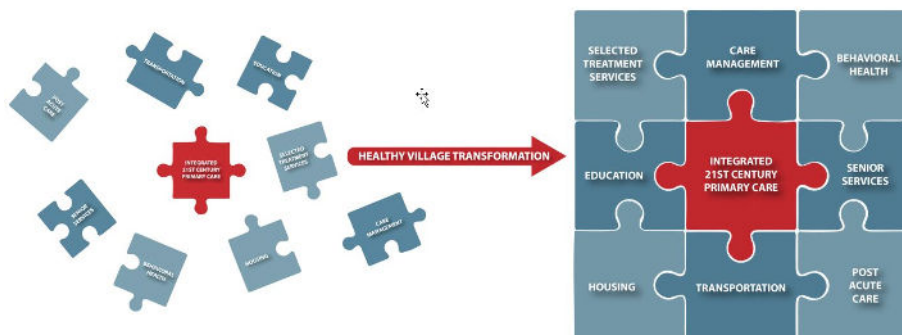 POST
ACUTE
CARE
TRANSPORTATION
EDUCATION
INTEGRATED
21ST CENTURY
PRIMARY CARE
SELECTED
TREATMENT
SERVICES
SENIOR
SERVICES
BEHAVIORAL
HEALTH
HOUSING
CARE
MANAGEMENT
HEALTHY VILLAGE TRANSFORMATION
SELECTED
TREATMENT
SERVICES
CARE
MANAGEMENT
BEHAVIORAL
HEALTH
EDUCATION
INTEGRATED
21ST CENTURY
PRIMARY CARE
SENIOR
SERVICES
HOUSING
TRANSPORTATION
POST
ACUTE
CARE